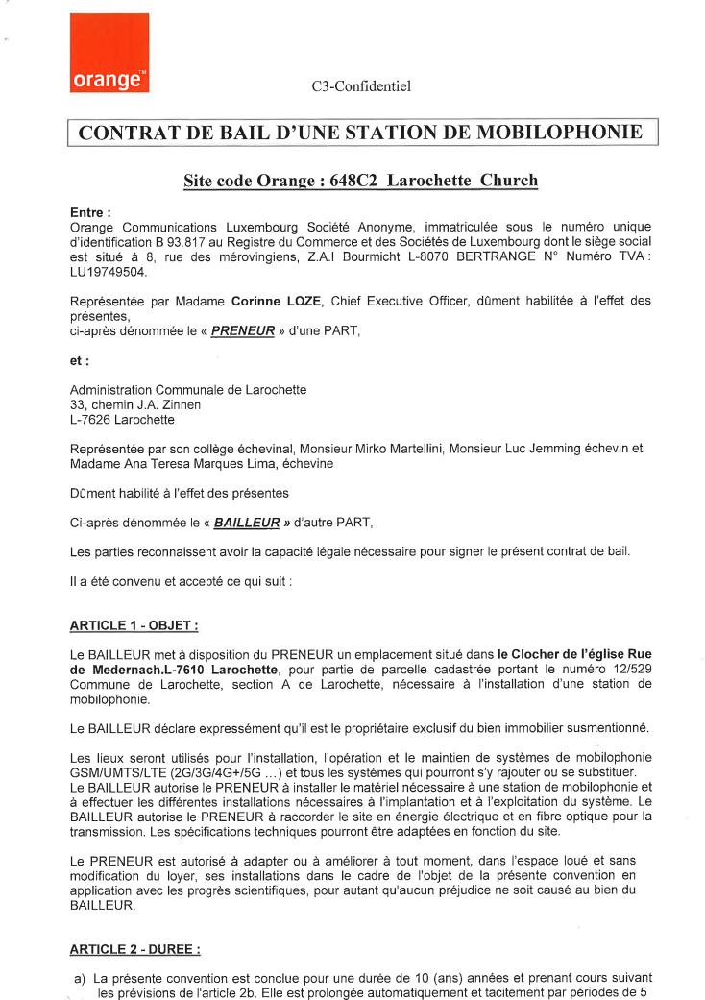 orange™
C3-Confidentiel
CONTRAT DE BAIL D'UNE STATION DE MOBILOPHONIE
Site code Orange : 648C2 Larochette Church
Entre :
Orange Communications Luxembourg Société Anonyme, immatriculée sous le numéro unique
d'identification B 93.817 au Registre du Commerce et des Sociétés de Luxembourg dont le siège social
est situé à 8, rue des mérovingiens, Z.A.I Bourmicht L-8070 BERTRANGE N° Numéro TVA :
LU19749504.
Représentée par Madame Corinne LOZE, Chief Executive Officer, dûment habilitée à l'effet des
présentes,
ci-après dénommée le « PRENEUR » d'une PART,
et :
Administration Communale de Larochette
33, chemin J.A. Zinnen
L-7626 Larochette
Représentée par son collège échevinal, Monsieur Mirko Martellini, Monsieur Luc Jemming échevin et
Madame Ana Teresa Marques Lima, échevine
Dûment habilité à l'effet des présentes
Ci-après dénommée le « BAILLEUR » d'autre PART,
Les parties reconnaissent avoir la capacité légale nécessaire pour signer le présent contrat de bail.
Il a été convenu et accepté ce qui suit :
ARTICLE 1 - OBJET :
Le BAILLEUR met à disposition du PRENEUR un emplacement situé dans le Clocher de l'église Rue
de Medernach.L-7610 Larochette, pour partie de parcelle cadastrée portant le numéro 12/529
Commune de Larochette, section A de Larochette, nécessaire à l'installation d'une station de
mobilophonie.
Le BAILLEUR déclare expressément qu'il est le propriétaire exclusif du bien immobilier susmentionné.
Les lieux seront utilisés pour l'installation, l'opération et le maintien de systèmes de mobilophonie
GSM/UMTS/LTE (2G/3G/4G+/5G ...) et tous les systèmes qui pourront s'y rajouter ou se substituer.
Le BAILLEUR autorise le PRENEUR à installer le matériel nécessaire à une station de mobilophonie et
à effectuer les différentes installations nécessaires à l'implantation et à l'exploitation du système. Le
BAILLEUR autorise le PRENEUR à raccorder le site en énergie électrique et en fibre optique pour la
transmission. Les spécifications techniques pourront être adaptées en fonction du site.
Le PRENEUR est autorisé à adapter ou à améliorer à tout moment, dans l'espace loué et sans
modification du loyer, ses installations dans le cadre de l'objet de la présente convention en
application avec les progrès scientifiques, pour autant qu'aucun préjudice ne soit causé au bien du
BAILLEUR.
ARTICLE 2 - DUREE :
a) La présente convention est conclue pour une durée de 10 (ans) années et prenant cours suivant
les prévisions de l'article 2b. Elle est prolongée automatiquement et tacitement par périodes de 5